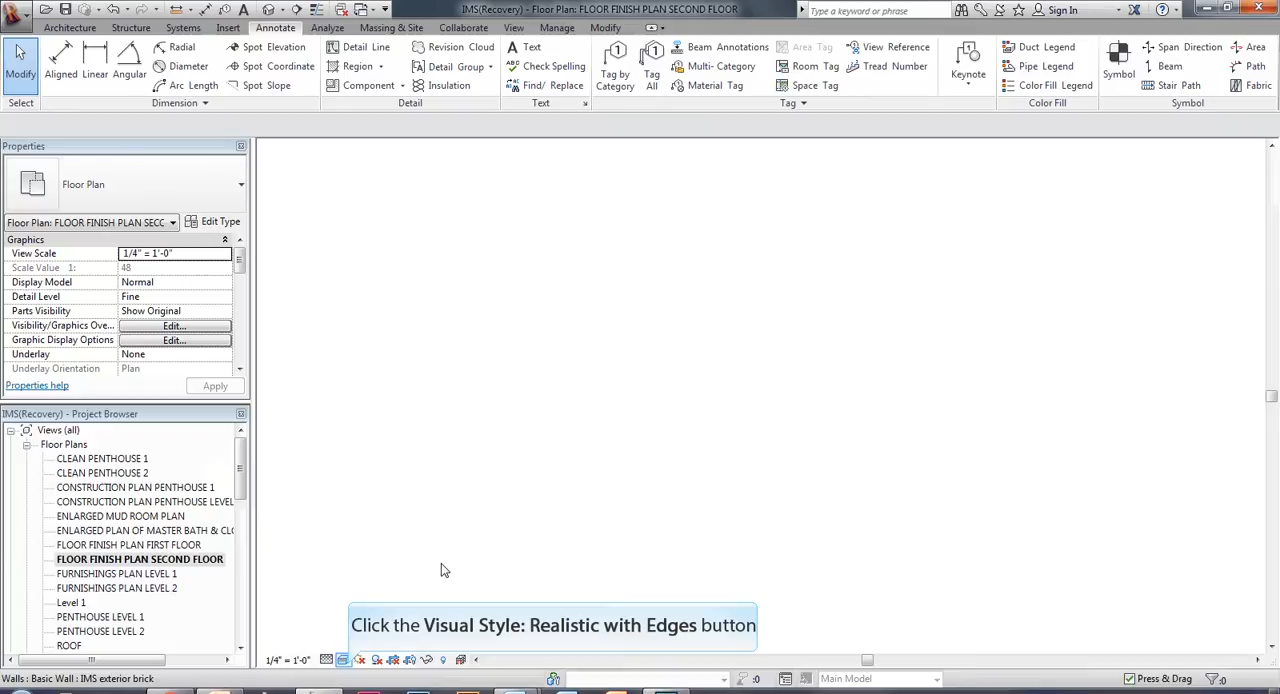 IMS(Recovery) - Floor Plan: FLOOR FINISH PLAN SECOND FLOOR
Type a keyword or phrase
Sign In
Architecture Structure Systems Insert Annotate Analyze Massing & Site Collaborate View Manage Modify
Modify
Select
Aligned Linear Angular
Radial
Diameter
Arc Length
Spot Elevation
Spot Coordinate
Spot Slope
Dimension
Detail Line
Region
Component
Revision Cloud
Detail Group
Insulation
Detail
Text
Check Spelling
Find/ Replace
Text
Tag by
Category
Tag
All
Beam Annotations
Multi- Category
Material Tag
Area Tag
Room Tag
Space Tag
View Reference
Tread Number
Tag
Keynote
Duct Legend
Pipe Legend
Color Fill Legend
Color Fill
Symbol
Span Direction
Beam
Stair Path
Area
Path
Fabric
Symbol
Properties
Floor Plan
Floor Plan: FLOOR FINISH PLAN SECC
Edit Type
Graphics
View Scale 1/4" = 1'-0"
Scale Value 1: 48
Display Model Normal
Detail Level Fine
Parts Visibility Show Original
Visibility/Graphics Ove... Edit...
Graphic Display Options Edit...
Underlay None
Underlay Orientation Plan
Properties help
Apply
IMS(Recovery) - Project Browser
Views (all)
Floor Plans
CLEAN PENTHOUSE 1
CLEAN PENTHOUSE 2
CONSTRUCTION PLAN PENTHOUSE 1
CONSTRUCTION PLAN PENTHOUSE LEVEL
ENLARGED MUD ROOM PLAN
ENLARGED PLAN OF MASTER BATH & CL
FLOOR FINISH PLAN FIRST FLOOR
FLOOR FINISH PLAN SECOND FLOOR
FURNISHINGS PLAN LEVEL 1
FURNISHINGS PLAN LEVEL 2
Level 1
PENTHOUSE LEVEL 1
PENTHOUSE LEVEL 2
ROOF
Click the Visual Style: Realistic with Edges button
1/4" = 1'-0"
Walls : Basic Wall : IMS exterior brick
:0
Main Model
Press & Drag
:0